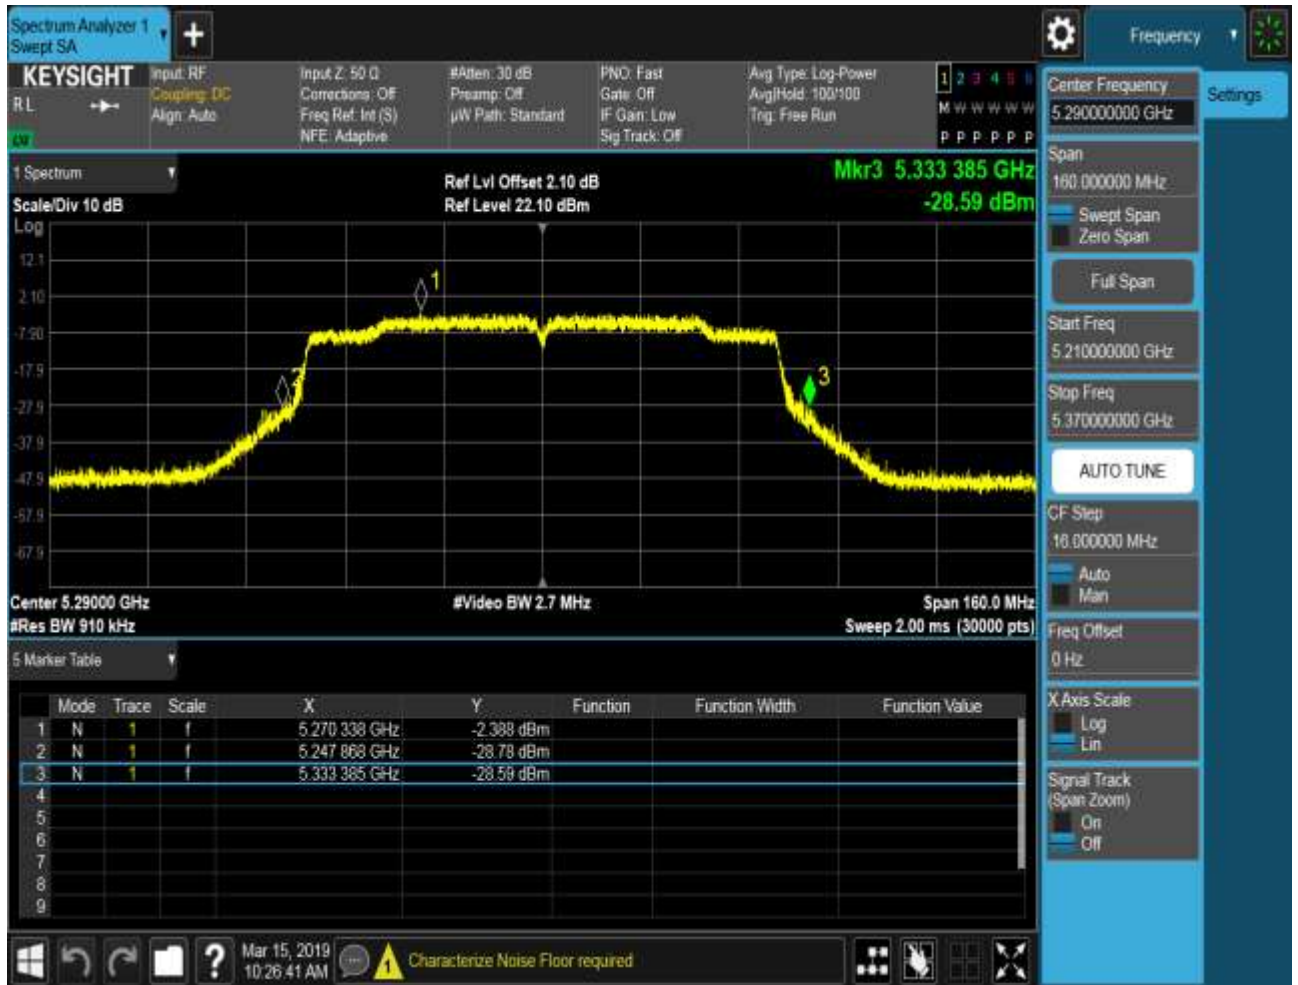 Spectrum Analyzer 1
Swept SA
+
Frequency
KEYSIGHT
RL
Input: RF
Coupling: DC
Align: Auto
Input Z: 50 Ω
Corrections: Off
Freq Ref: Int (S)
NFE: Adaptive
#Atten: 30 dB
Preamp: Off
µW Path: Standard
PNO: Fast
Gate: Off
IF Gain: Low
Sig Track: Off
Avg Type: Log-Power
Avg|Hold: 100/100
Trig: Free Run
1 2 3 4 5 6
M W W W W W
P P P P P P
1 Spectrum
Scale/Div 10 dB
Log
Ref Lvl Offset 2.10 dB
Ref Level 22.10 dBm
Mkr3 5.333 385 GHz
-28.59 dBm
12.1
2.10
-7.90
-17.9
-27.9
-37.9
-47.9
-57.9
-67.9
1
2
3
Center 5.29000 GHz
#Res BW 910 kHz
#Video BW 2.7 MHz
Span 160.0 MHz
Sweep 2.00 ms (30000 pts)
5 Marker Table
Mode Trace Scale X Y Function Function Width Function Value
1 N 1 f 5.270 338 GHz -2.388 dBm
2 N 1 f 5.247 868 GHz -28.78 dBm
3 N 1 f 5.333 385 GHz -28.59 dBm
4
5
6
7
8
9
Center Frequency
5.290000000 GHz
Settings
Span
160.000000 MHz
Swept Span
Zero Span
Full Span
Start Freq
5.210000000 GHz
Stop Freq
5.370000000 GHz
AUTO TUNE
CF Step
16.000000 MHz
Auto
Man
Freq Offset
0 Hz
X Axis Scale
Log
Lin
Signal Track
(Span Zoom)
On
Off
?
Mar 15, 2019
10:26:41 AM
1
Characterize Noise Floor required